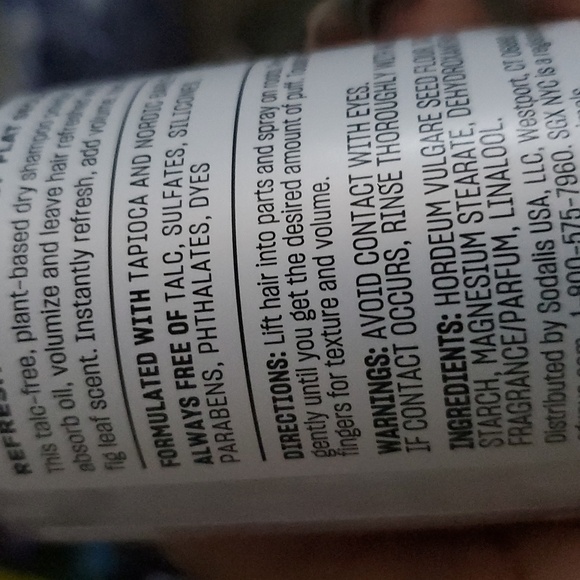 REFRESH
FLAT
This talc-free, plant-based dry shampoo
absorb oil, volumize and leave hair refreshing
fig leaf scent. Instantly refresh, add volume
FORMULATED WITH TAPIOCA AND NORDIC
ALWAYS FREE OF TALC, SULFATES, SILICONES
PARABENS, PHTHALATES, DYES
DIRECTIONS: Lift hair into parts and spray on
gently until you get the desired amount of puff.
fingers for texture and volume.
WARNINGS: AVOID CONTACT WITH EYES.
IF CONTACT OCCURS, RINSE THOROUGHLY
INGREDIENTS: HORDEUM VULGARE SEED FLOUR
STARCH, MAGNESIUM STEARATE,
FRAGRANCE/PARFUM, LINALOOL.
Distributed by Sodalis USA, LLC, Westport, CT
1-800-575-7960. SGX NYC is a